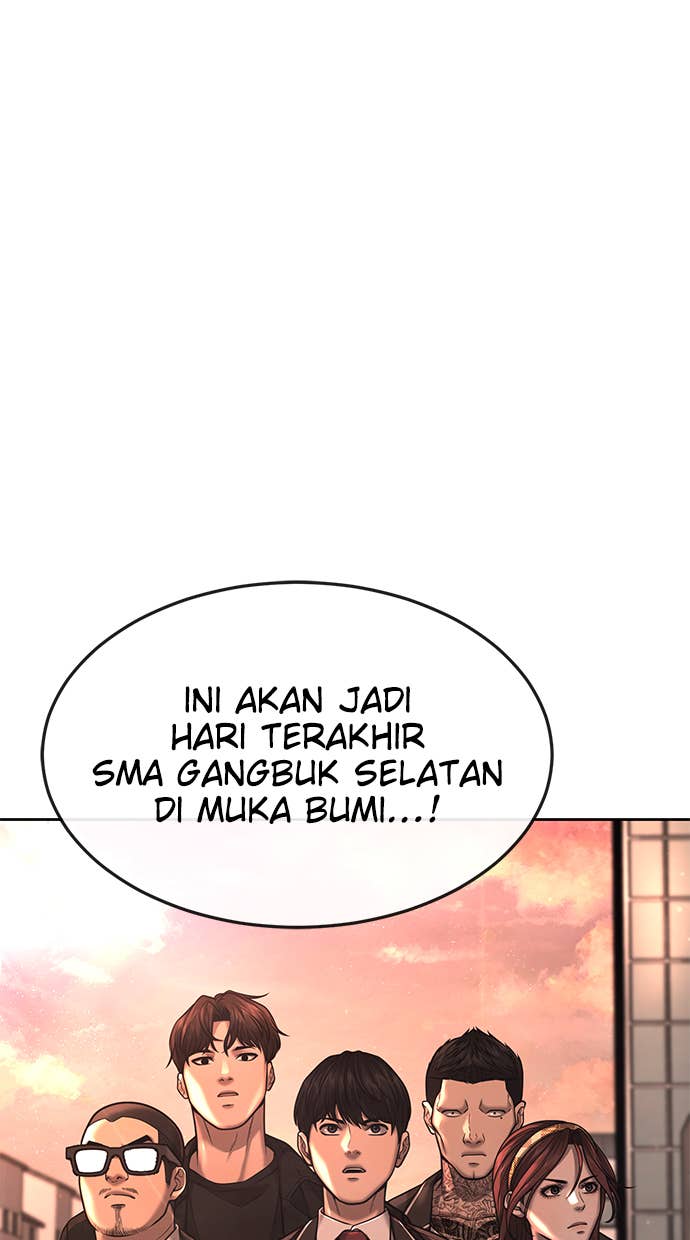 INI AKAN JADI
HARI TERAKHIR
SMA GANGBUK SELATAN
DI MUKA BUMI...!